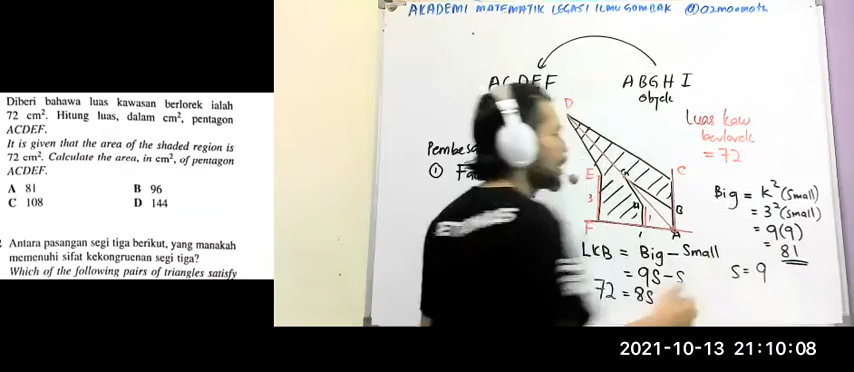 AKADEMI MATEMATIK LEGASI ILMU GOMBAK @azmanmath
Diberi bahawa luas kawasan berlorek ialah
72 cm². Hitung luas, dalam cm², pentagon
ACDEF.
It is given that the area of the shaded region is
72 cm². Calculate the area, in cm², of pentagon
ACDEF.
A 81 B 96
C 108 D 144
Antara pasangan segi tiga berikut, yang manakah
memenuhi sifat kekongruenan segi tiga?
Which of the following pairs of triangles satisfy
ACDEF
ABGHI
objek
D
Luas kaw
berlorek
= 72
Pembesa
① Fa
E
G
C
3
H
B
F
1
I
A
Big = k² (small)
= 3² (small)
= 9(9)
= 81
LKB = Big - Small
= 9s - s
72 = 8s
s = 9
2021-10-13 21:10:08